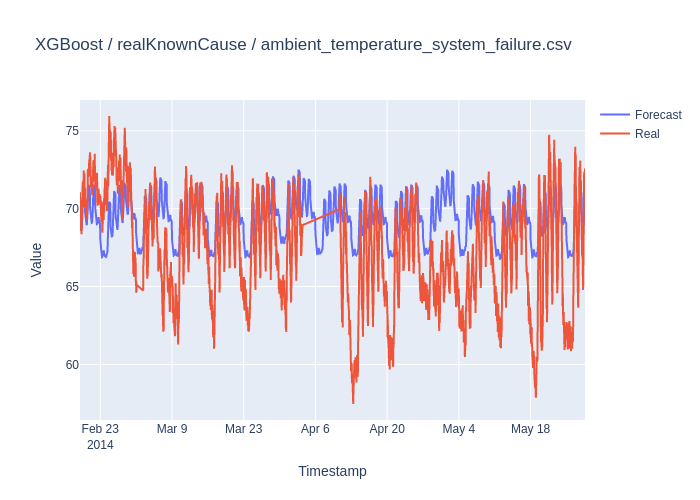 XGBoost / realKnownCause / ambient_temperature_system_failure.csv
Forecast
Real
75
70
65
60
Value
Feb 23
2014
Mar 9
Mar 23
Apr 6
Apr 20
May 4
May 18
Timestamp